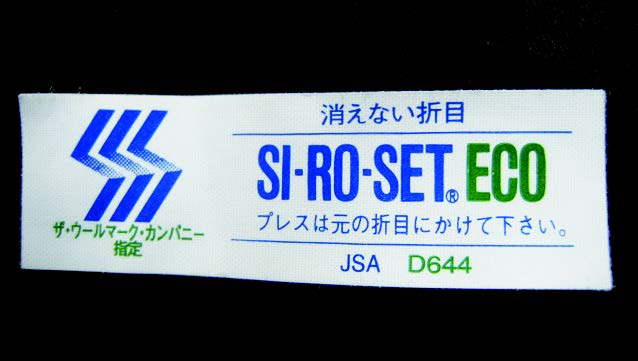 消えない折目
SI-RO-SET® ECO
プレスは元の折目にかけて下さい。
JSA D644
ザ・ウールマーク・カンパニー
指定